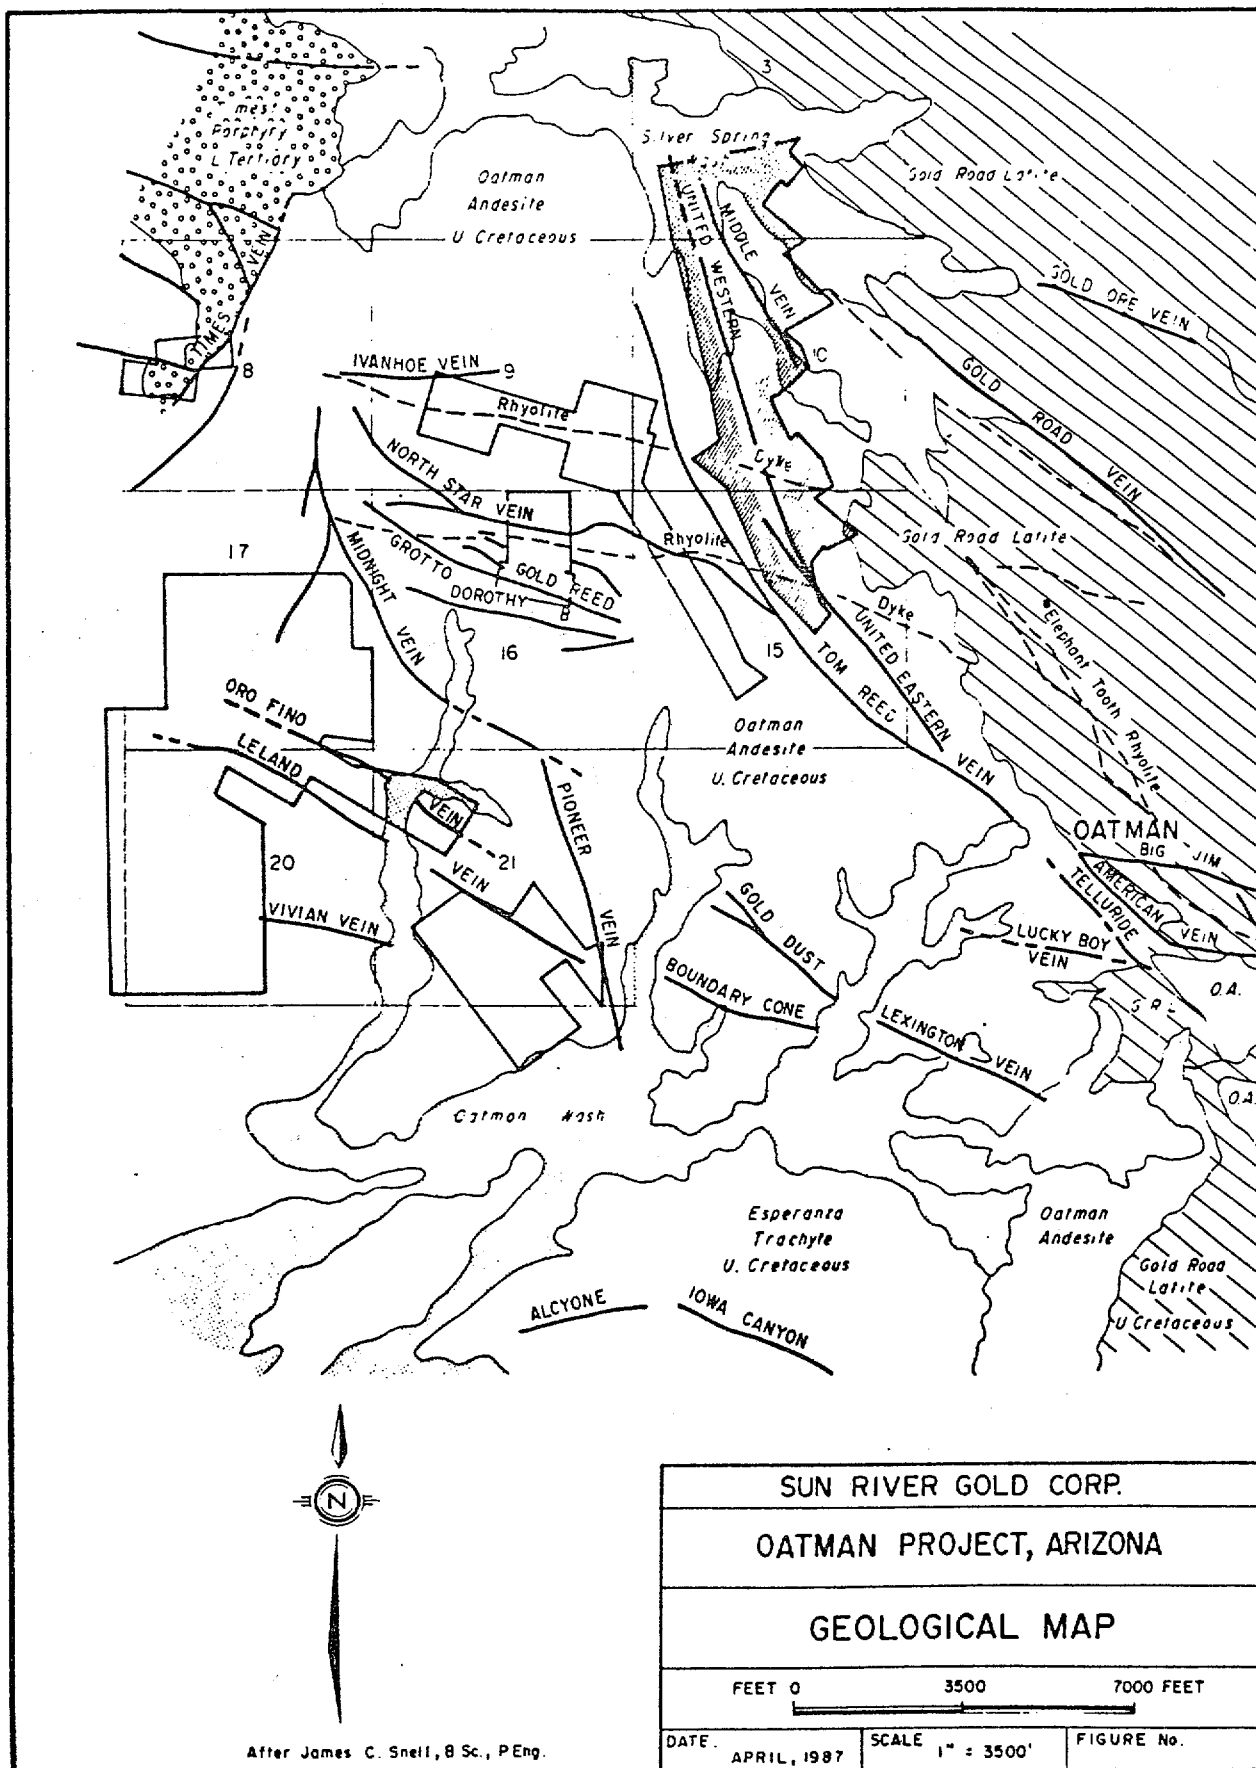 3
Porphyry
L Tertiary
Silver Spring
Oatman
Andesite
U Cretaceous
Gold Road Latite
UNITED WESTERN
MIDDLE VEIN
GOLD ORE VEIN
TIMES VEIN
8
IVANHOE VEIN
9
Rhyolite
GOLD ROAD VEIN
NORTH STAR VEIN
Dyke
17
MIDNIGHT VEIN
GROTTO
GOLD REED
DOROTHY
Rhyolite
Gold Road Latite
Dyke
16
15
Elephant Tooth Rhyolite
TOM REED VEIN
UNITED EASTERN
ORO FINO
LELAND
VEIN
Oatman
Andesite
U. Cretaceous
PIONEER VEIN
20
21
VEIN
VIVIAN VEIN
GOLD DUST
BOUNDARY CONE
OATMAN
BIG JIM
AMERICAN VEIN
TELLURIDE
LUCKY BOY
VEIN
O.A.
LEXINGTON VEIN
O.A.
Oatman Wash
Esperanza
Trachyte
U. Cretaceous
Oatman
Andesite
Gold Road
Latite
U Cretaceous
ALCYONE
IOWA CANYON
N
SUN RIVER GOLD CORP.
OATMAN PROJECT, ARIZONA
GEOLOGICAL MAP
FEET 0 3500 7000 FEET
DATE. APRIL, 1987
SCALE 1" = 3500'
FIGURE No.
After James C. Snell, B Sc., P Eng.